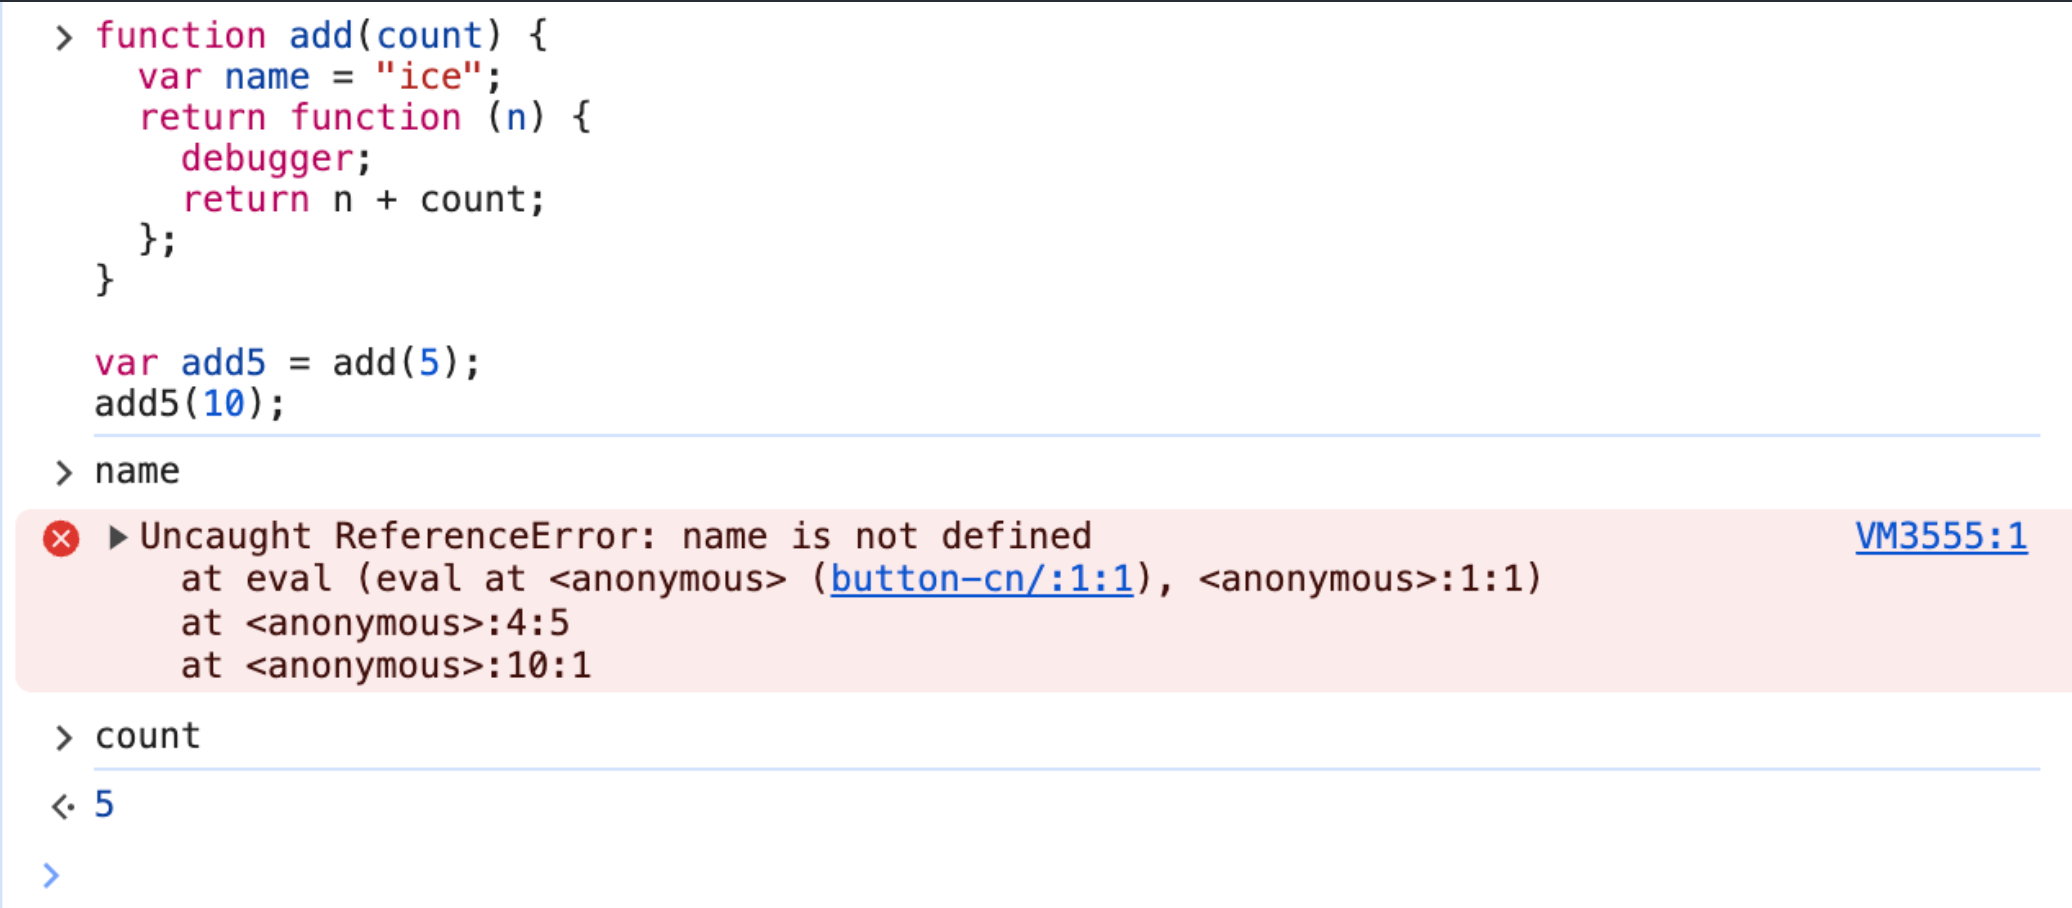 function add(count) {
  var name = "ice";
  return function (n) {
    debugger;
    return n + count;
  };
}
var add5 = add(5);
add5(10);
name
Uncaught ReferenceError: name is not defined VM3555:1
    at eval (eval at <anonymous> (button-cn/:1:1), <anonymous>:1:1)
    at <anonymous>:4:5
    at <anonymous>:10:1
count
5